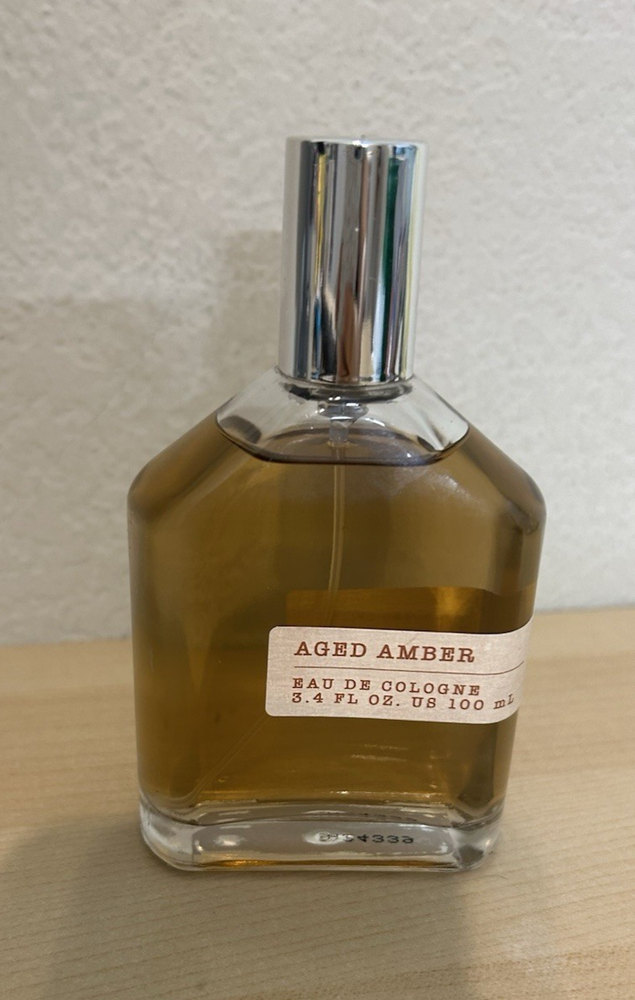 AGED AMBER
EAU DE COLOGNE
3.4 FL OZ. US 100 mL